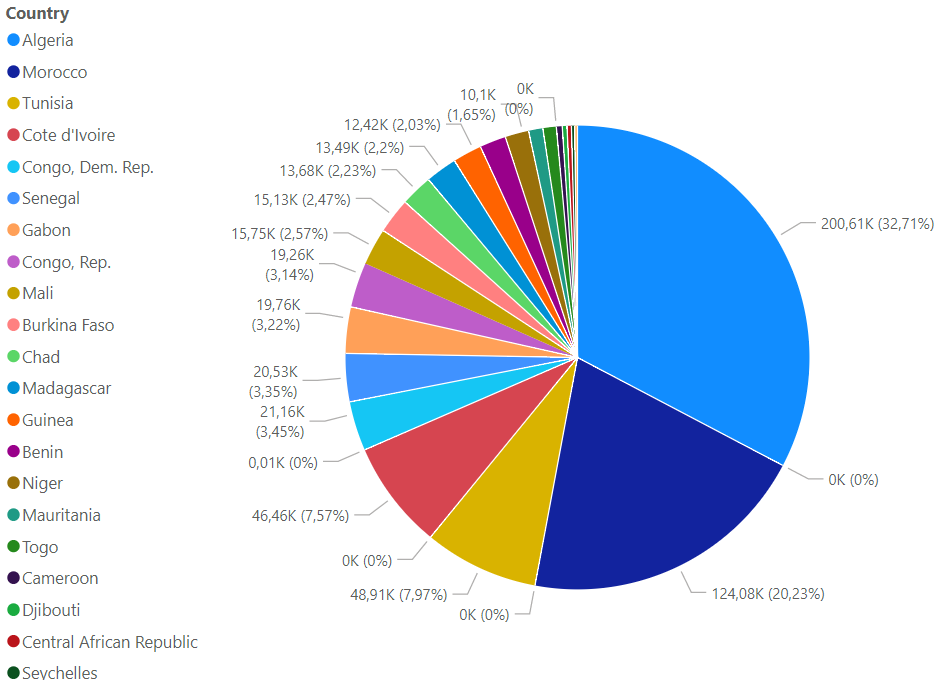 Country
Algeria
Morocco
Tunisia
Cote d'Ivoire
Congo, Dem. Rep.
Senegal
Gabon
Congo, Rep.
Mali
Burkina Faso
Chad
Madagascar
Guinea
Benin
Niger
Mauritania
Togo
Cameroon
Djibouti
Central African Republic
Seychelles
200,61K (32,71%)
0K (0%)
124,08K (20,23%)
0K (0%)
48,91K (7,97%)
0K (0%)
46,46K (7,57%)
0,01K (0%)
21,16K
(3,45%)
20,53K
(3,35%)
19,76K
(3,22%)
19,26K
(3,14%)
15,75K (2,57%)
15,13K (2,47%)
13,68K (2,23%)
13,49K (2,2%)
12,42K (2,03%)
10,1K
(1,65%)
0K
(0%)